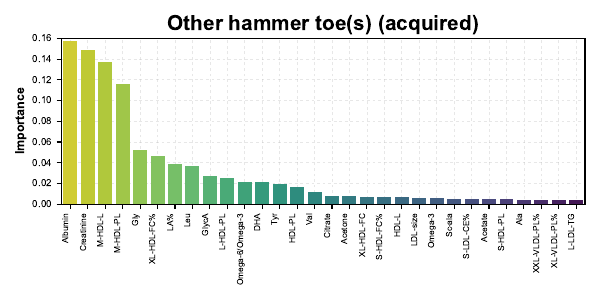 Other hammer toe(s) (acquired)
Importance
0.16
0.14
0.12
0.10
0.08
0.06
0.04
0.02
0.00
Albumin
Creatinine
M-HDL-L
M-HDL-PL
Gly
XL-HDL-FC%
LA%
Leu
GlycA
L-HDL-PL
Omega-6/Omega-3
DHA
Tyr
HDL-PL
Val
Citrate
Acetone
XL-HDL-FC
S-HDL-FC%
HDL-L
LDL-size
Omega-3
S-LDL-CE%
Acetate
S-HDL-PL
Ala
XXL-VLDL-PL%
XL-VLDL-PL%
L-LDL-TG